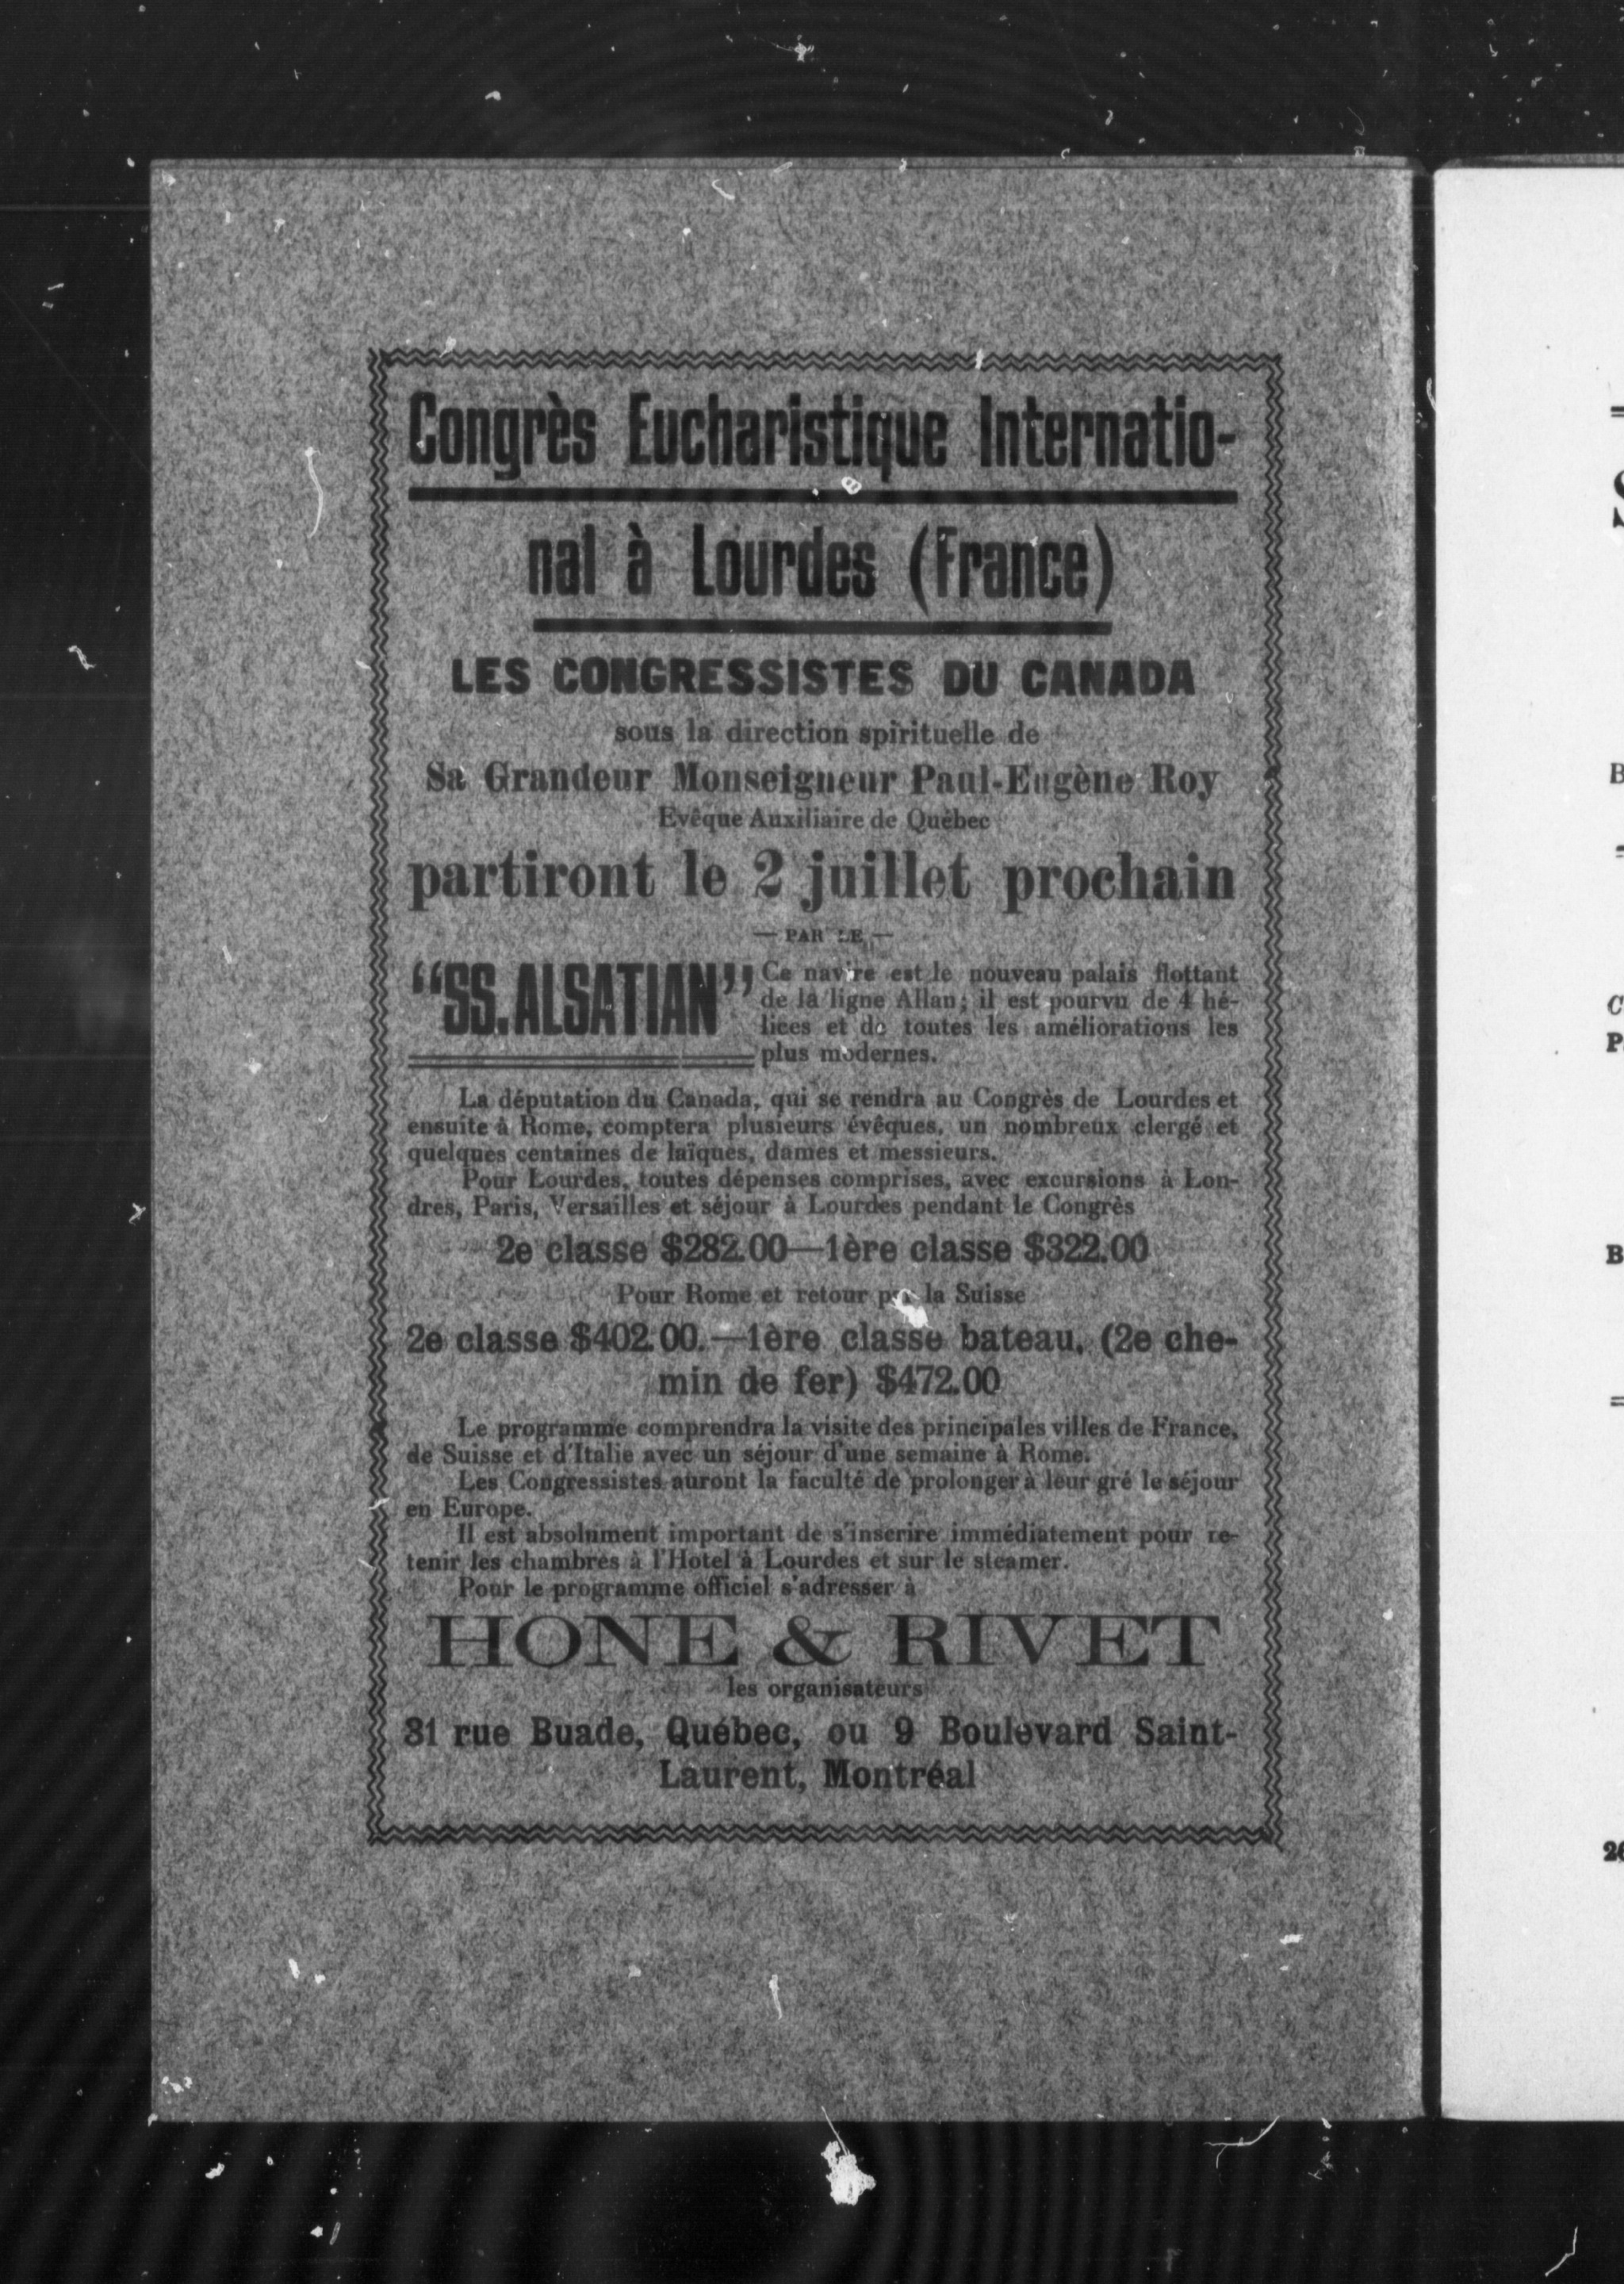 Congrès Eucharistique Internatio-
nal à Lourdes (France)
LES CONGRESSISTES DU CANADA
sous la direction spirituelle de
Sa Grandeur Monseigneur Paul-Eugène Roy
Evêque Auxiliaire de Québec
partiront le 2 juillet prochain
— PAR LE —
“SS. ALSATIAN”
Ce navire est le nouveau palais flottant
de la ligne Allan; il est pourvu de 4 hé-
lices et de toutes les améliorations les
plus modernes.
La députation du Canada, qui se rendra au Congrès de Lourdes et
ensuite à Rome, comptera plusieurs évêques, un nombreux clergé et
quelques centaines de laïques, dames et messieurs.
Pour Lourdes, toutes dépenses comprises, avec excursions à Lon-
dres, Paris, Versailles et séjour à Lourdes pendant le Congrès
2e classe $282.00—1ère classe $322.00
Pour Rome et retour par la Suisse
2e classe $402.00.—1ère classe bateau, (2e che-
min de fer) $472.00
Le programme comprendra la visite des principales villes de France,
de Suisse et d'Italie avec un séjour d'une semaine à Rome.
Les Congressistes auront la faculté de prolonger à leur gré le séjour
en Europe.
Il est absolument important de s'inscrire immédiatement pour re-
tenir les chambres à l'Hotel à Lourdes et sur le steamer.
Pour le programme officiel s'adresser à
HONE & RIVET
les organisateurs
31 rue Buade, Québec, ou 9 Boulevard Saint-
Laurent, Montréal